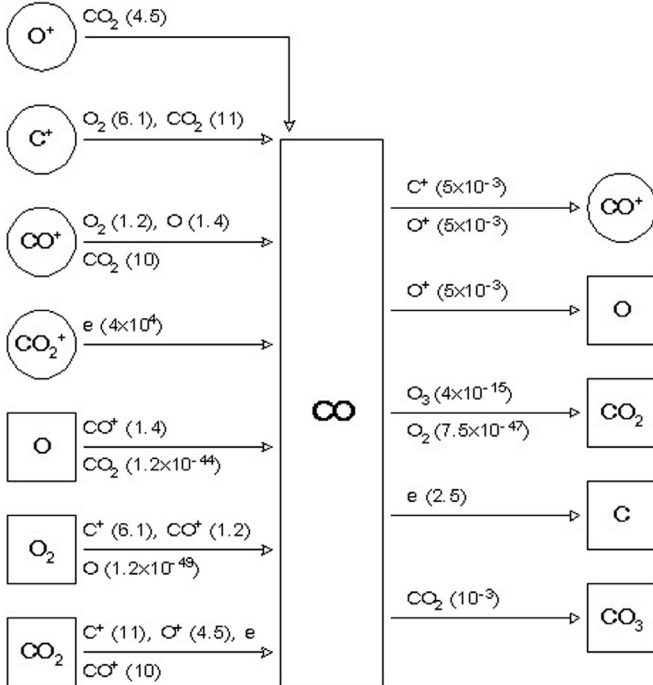 O⁺ CO₂ (4.5)
C⁺ O₂ (6.1), CO₂ (11)
CO⁺ O₂ (1.2), O (1.4)
CO₂ (10)
CO₂⁺ e (4×10⁴)
O CO⁺ (1.4)
CO₂ (1.2×10⁻⁴⁴)
O₂ C⁺ (6.1), CO⁺ (1.2)
O (1.2×10⁻⁴⁹)
CO₂ C⁺ (11), O⁺ (4.5), e
CO⁺ (10)
CO
C⁺ (5×10⁻³) CO⁺
O⁺ (5×10⁻³)
O⁺ (5×10⁻³) O
O₃ (4×10⁻¹⁵) CO₂
O₂ (7.5×10⁻⁴⁷)
e (2.5) C
CO₂ (10⁻³) CO₃